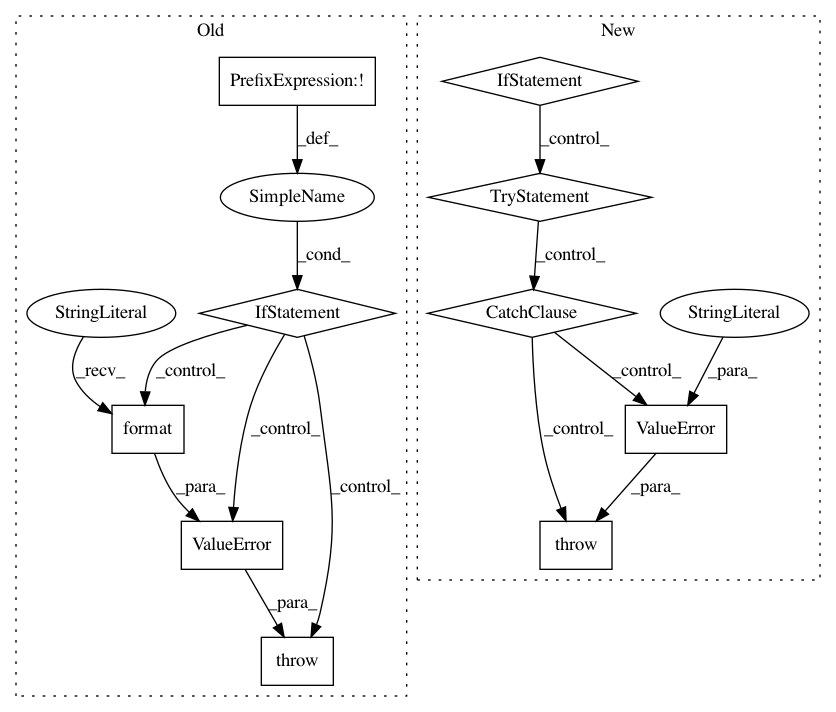 Old
PrefixExpression:!
_def_
SimpleName
_cond_
StringLiteral
IfStatement
_recv_
_control_
_control_
_control_
format
_para_
ValueError
_para_
throw
New
IfStatement
_control_
TryStatement
_control_
CatchClause
StringLiteral
_control_
_para_
_control_
ValueError
_para_
throw